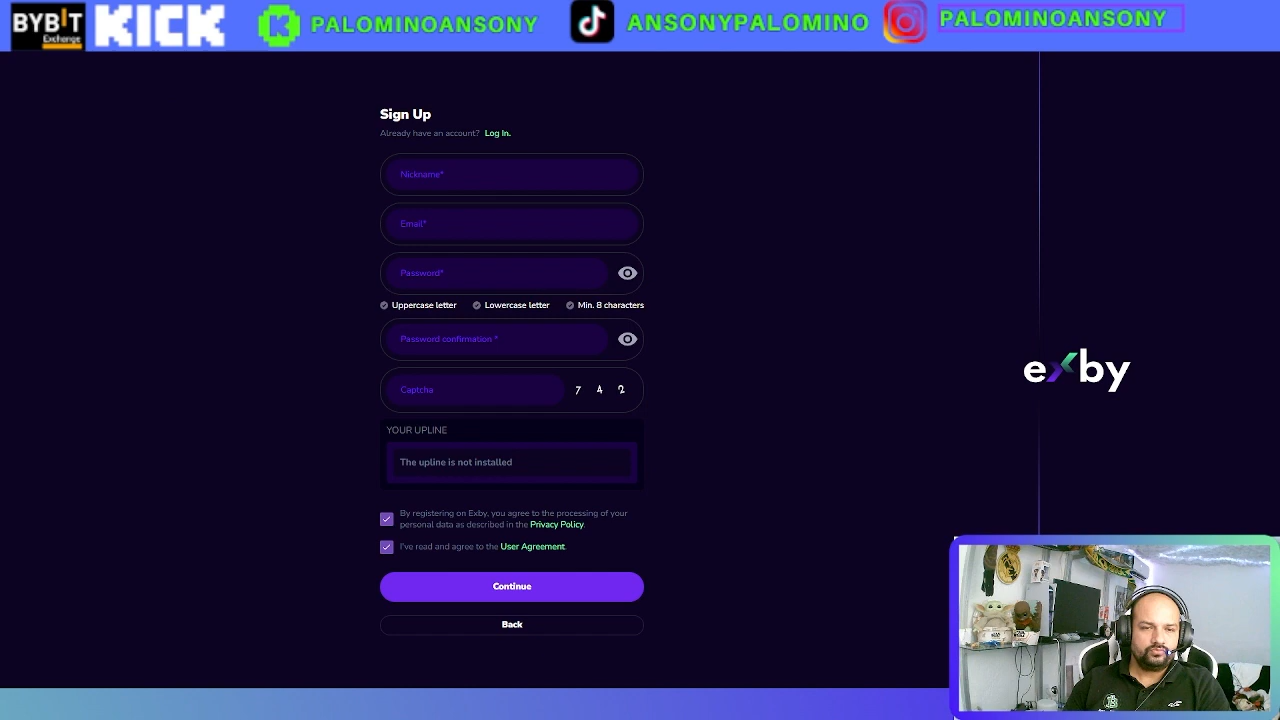 BYBIT
Exchange
KICK
PALOMINOANSONY
ANSONYPALOMINO
PALOMINOANSONY
Sign Up
Already have an account? Log In.
Nickname*
Email*
Password*
Uppercase letter
Lowercase letter
Min. 8 characters
Password confirmation *
Captcha
7 4 2
YOUR UPLINE
The upline is not installed
By registering on Exby, you agree to the processing of your
personal data as described in the Privacy Policy.
I've read and agree to the User Agreement.
Continue
Back
exby